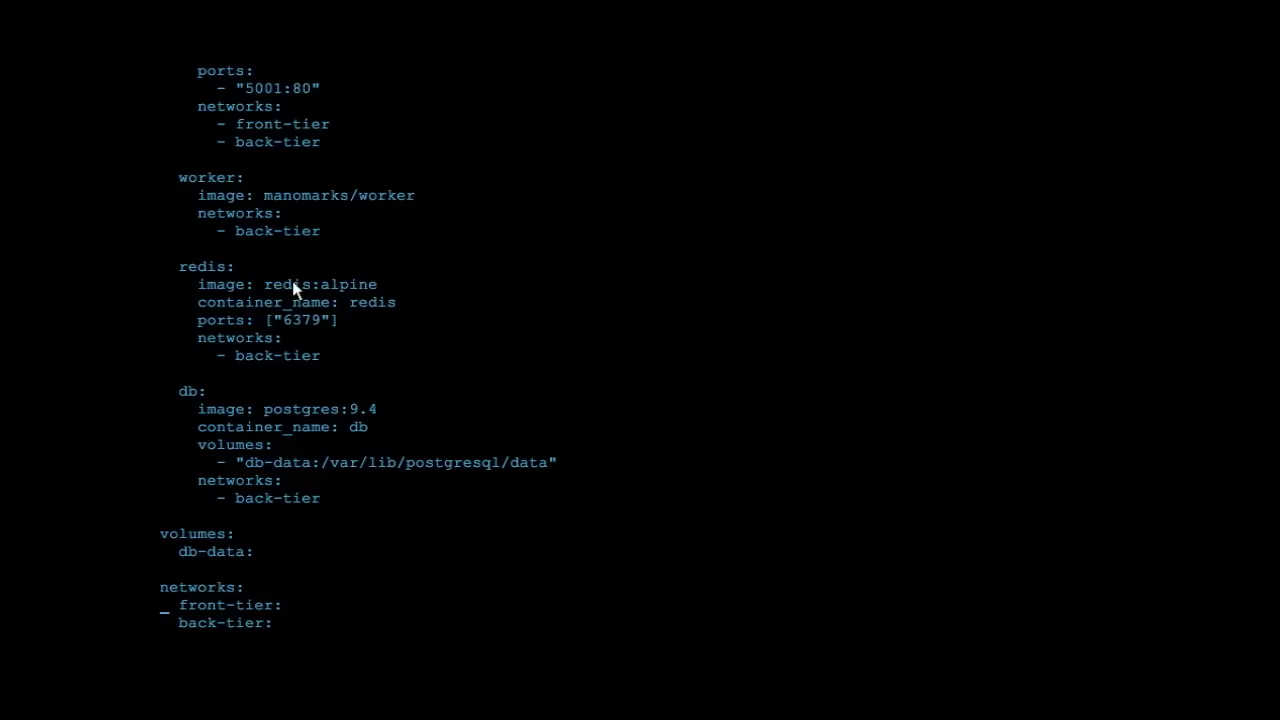 ports:
- "5001:80"
networks:
- front-tier
- back-tier
worker:
image: manomarks/worker
networks:
- back-tier
redis:
image: redis:alpine
container_name: redis
ports: ["6379"]
networks:
- back-tier
db:
image: postgres:9.4
container_name: db
volumes:
- "db-data:/var/lib/postgresql/data"
networks:
- back-tier
volumes:
db-data:
networks:
front-tier:
back-tier: